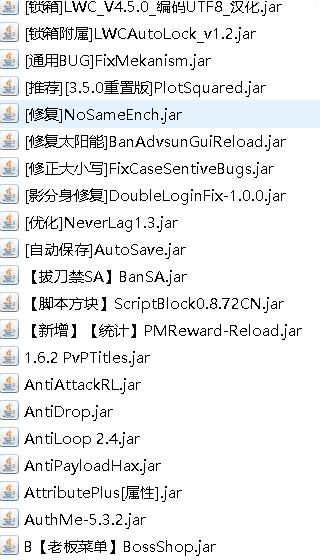 [锁箱]LWC_V4.5.0_编码UTF8_汉化.jar
[锁箱附属]LWCAutoLock_v1.2.jar
[通用BUG]FixMekanism.jar
[推荐][3.5.0重置版]PlotSquared.jar
[修复]NoSameEnch.jar
[修复太阳能]BanAdvsunGuiReload.jar
[修正大小写]FixCaseSentiveBugs.jar
[影分身修复]DoubleLoginFix-1.0.0.jar
[优化]NeverLag1.3.jar
[自动保存]AutoSave.jar
【拔刀禁SA】BanSA.jar
【脚本方块】ScriptBlock0.8.72CN.jar
【新增】【统计】PMReward-Reload.jar
1.6.2 PvPTitles.jar
AntiAttackRL.jar
AntiDrop.jar
AntiLoop 2.4.jar
AntiPayloadHax.jar
AttributePlus[属性].jar
AuthMe-5.3.2.jar
B【老板菜单】BossShop.jar